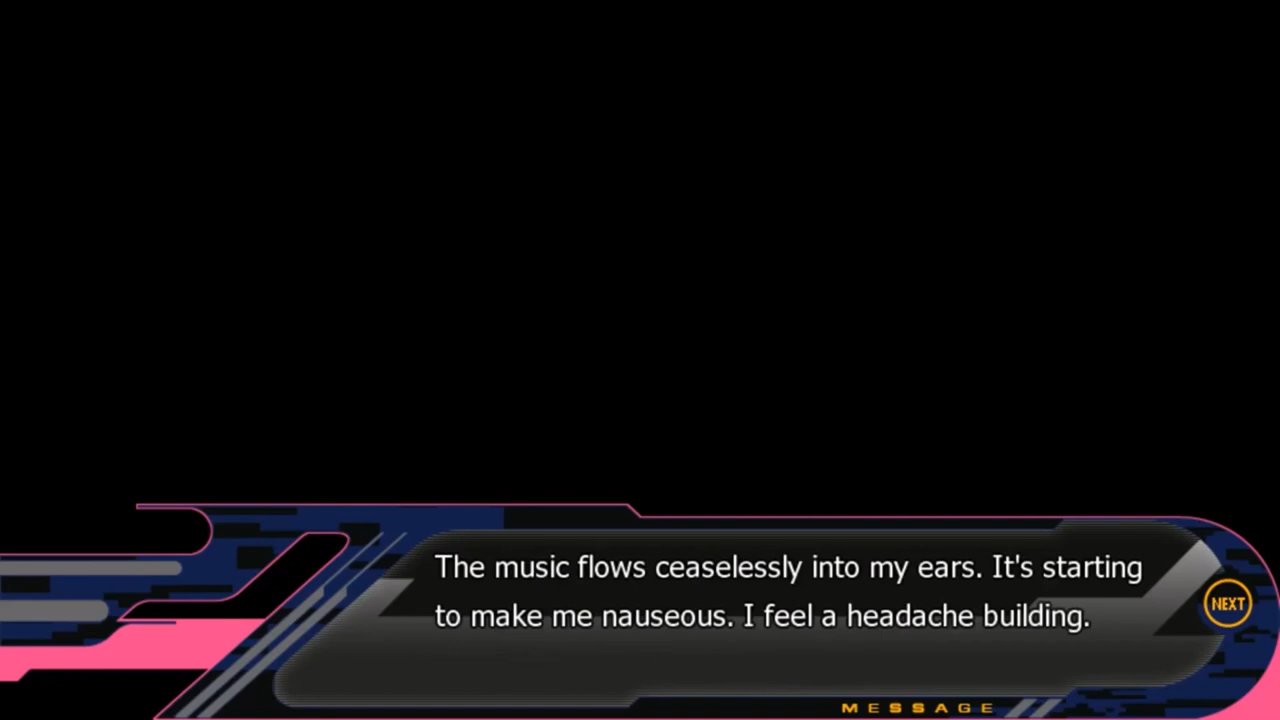 The music flows ceaselessly into my ears. It's starting
to make me nauseous. I feel a headache building.
NEXT
MESSAGE